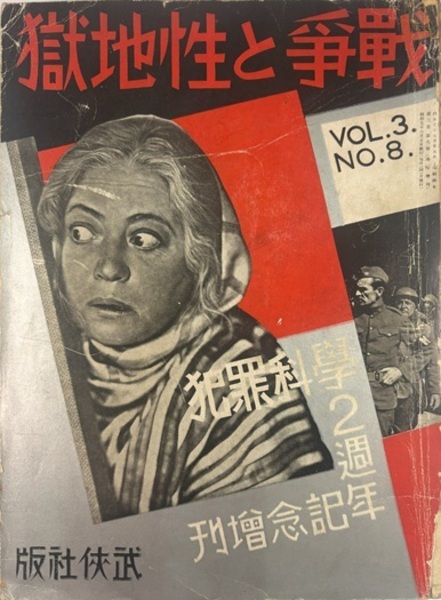 戰爭と性地獄
VOL.3.
NO.8.
犯罪科學
2週年記念增刊
武俠社版